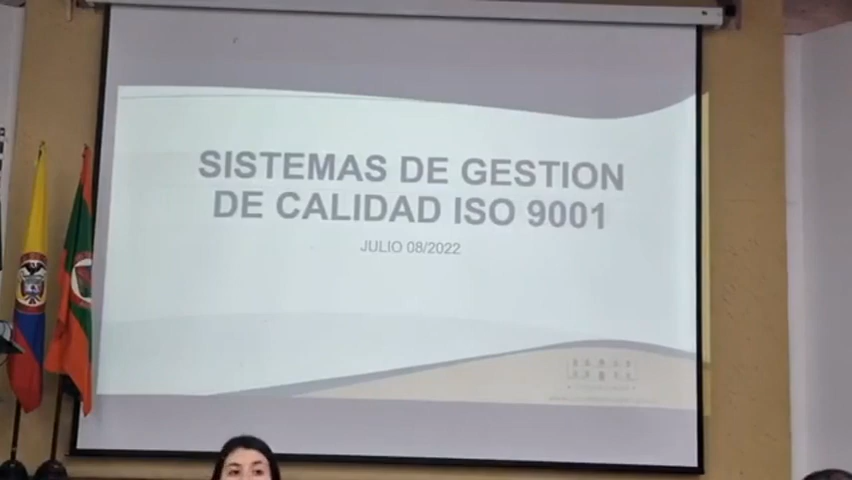 SISTEMAS DE GESTION
DE CALIDAD ISO 9001
JULIO 08/2022